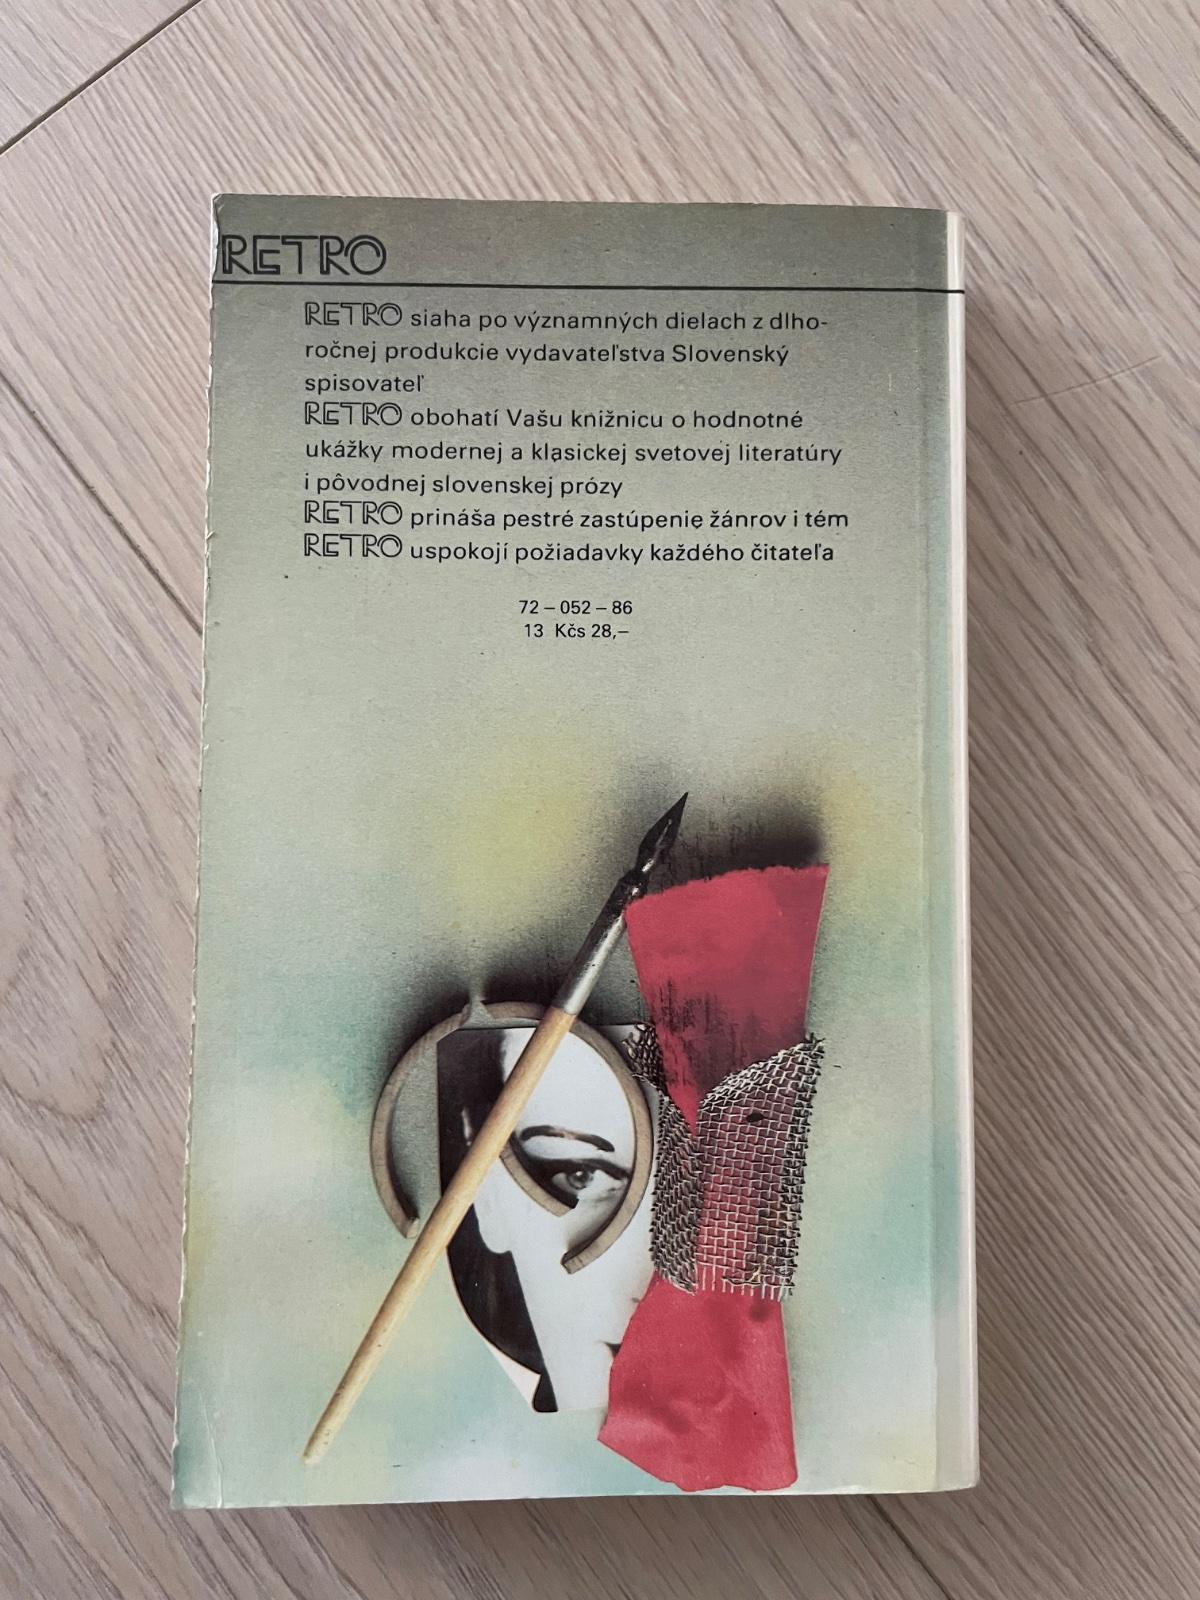 RETRO
RETRO siaha po významných dielach z dlho-
ročnej produkcie vydavateľstva Slovenský
spisovateľ
RETRO obohatí Vašu knižnicu o hodnotné
ukážky modernej a klasickej svetovej literatúry
i pôvodnej slovenskej prózy
RETRO prináša pestré zastúpenie žánrov i tém
RETRO uspokojí požiadavky každého čitateľa
72 – 052 – 86
13 Kčs 28,–